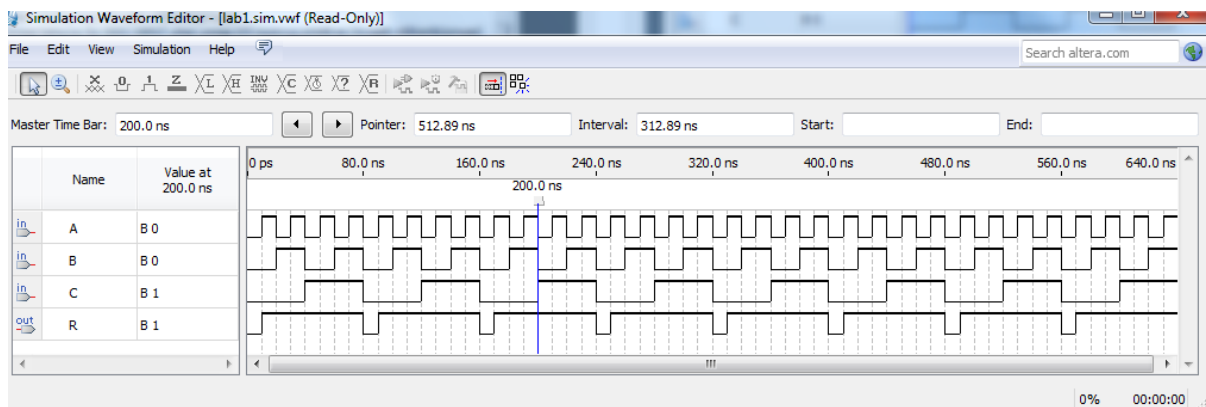 Simulation Waveform Editor - [lab1.sim.vwf (Read-Only)]
File Edit View Simulation Help
Search altera.com
Master Time Bar: 200.0 ns Pointer: 512.89 ns Interval: 312.89 ns Start: End:
Name Value at 200.0 ns
0 ps 80.0 ns 160.0 ns 240.0 ns 320.0 ns 400.0 ns 480.0 ns 560.0 ns 640.0 ns
200.0 ns
in A B 0
in B B 0
in C B 1
out R B 1
0% 00:00:00